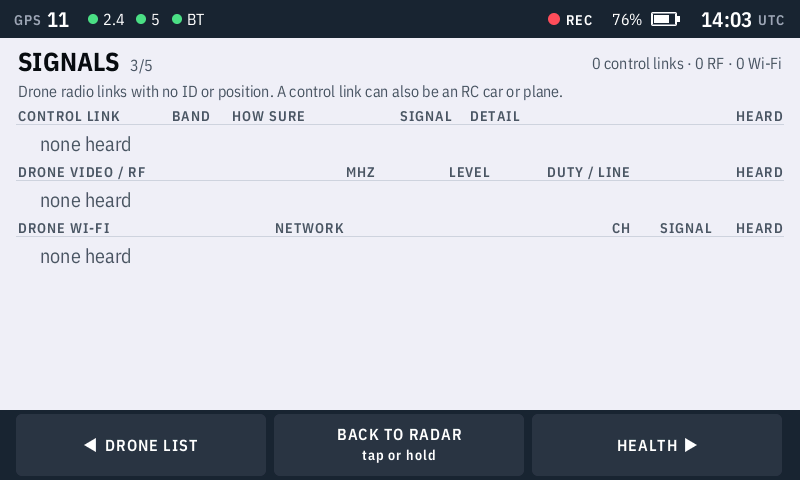 GPS 11 2.4 5 BT REC 76% 14:03 UTC
SIGNALS 3/5 0 control links · 0 RF · 0 Wi-Fi
Drone radio links with no ID or position. A control link can also be an RC car or plane.
CONTROL LINK BAND HOW SURE SIGNAL DETAIL HEARD
none heard
DRONE VIDEO / RF MHZ LEVEL DUTY / LINE HEARD
none heard
DRONE WI-FI NETWORK CH SIGNAL HEARD
none heard
DRONE LIST BACK TO RADAR HEALTH
tap or hold